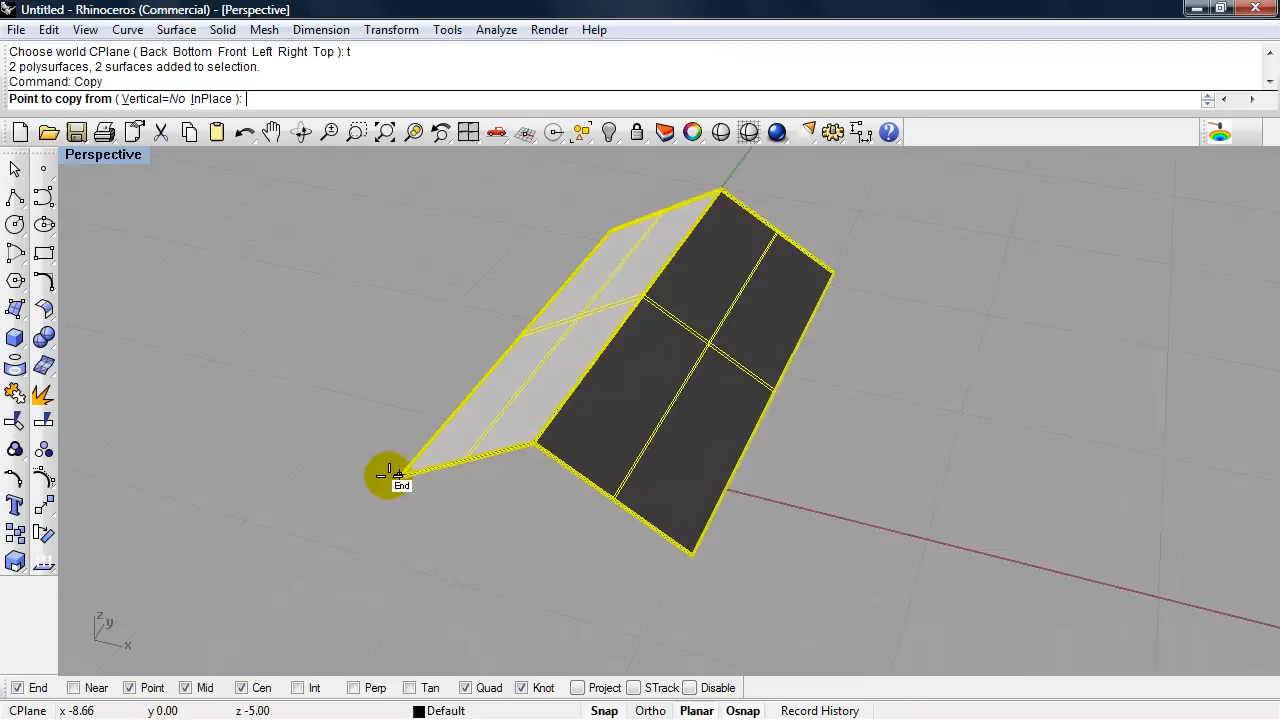 Untitled - Rhinoceros (Commercial) - [Perspective]
File Edit View Curve Surface Solid Mesh Dimension Transform Tools Analyze Render Help
Choose world CPlane ( Back Bottom Front Left Right Top ): t
2 polysurfaces, 2 surfaces added to selection.
Command: Copy
Point to copy from ( Vertical=No InPlace ):
Perspective
End
z
y
x
End Near Point Mid Cen Int Perp Tan Quad Knot Project STrack Disable
CPlane x -8.66 y 0.00 z -5.00 Default Snap Ortho Planar Osnap Record History